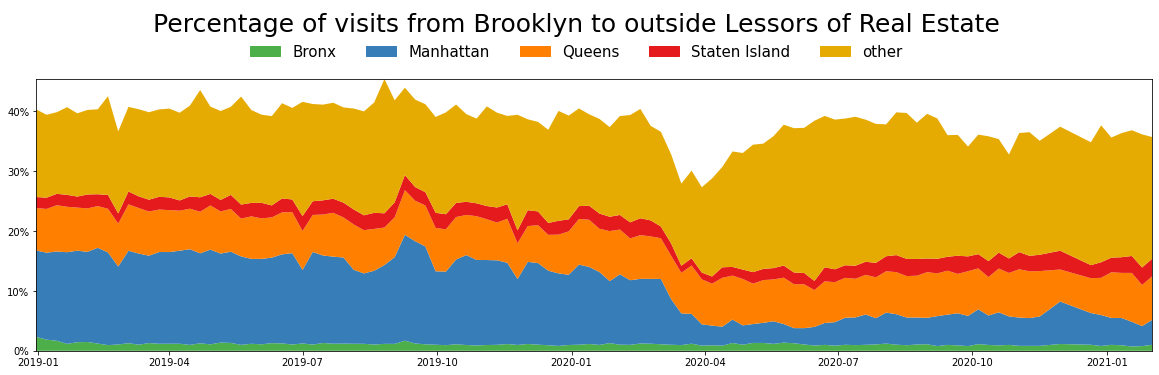 Percentage of visits from Brooklyn to outside Lessors of Real Estate
Bronx Manhattan Queens Staten Island other
40%
30%
20%
10%
0%
2019-01 2019-04 2019-07 2019-10 2020-01 2020-04 2020-07 2020-10 2021-01